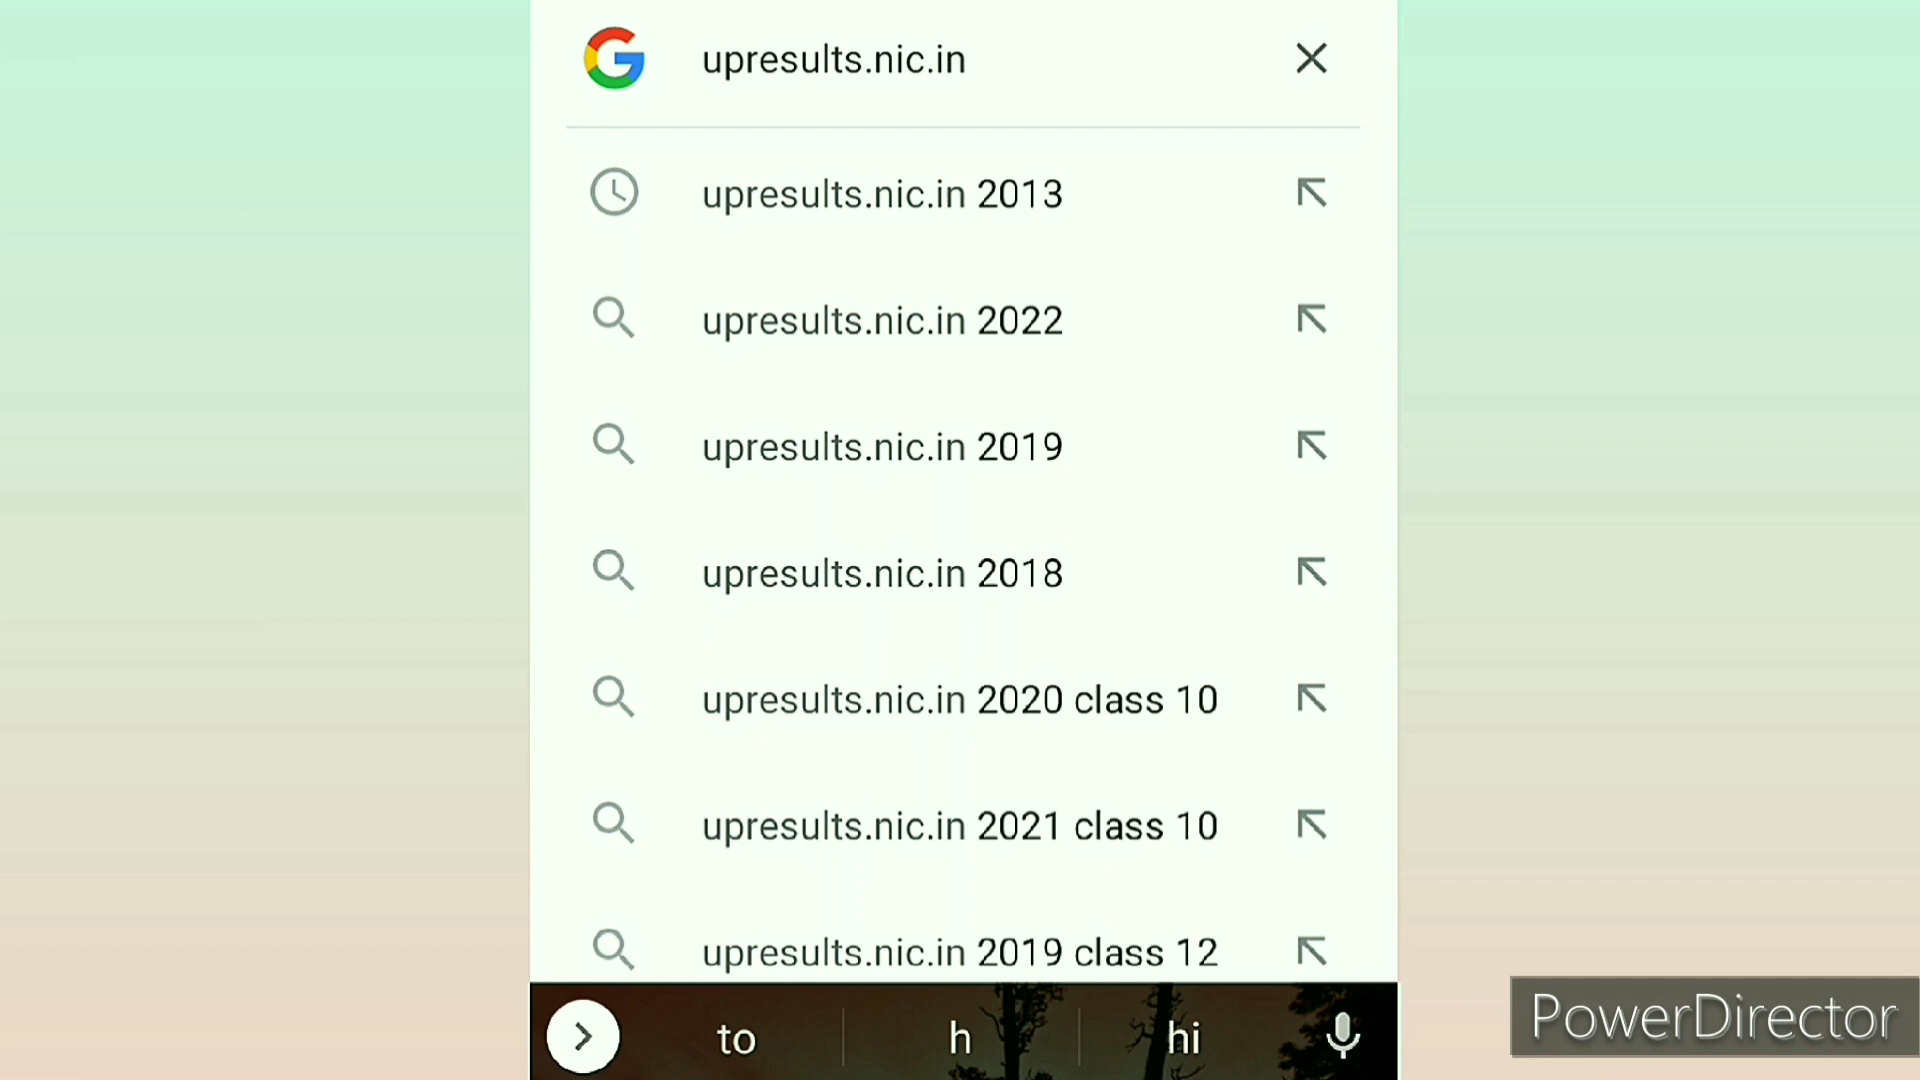 upresults.nic.in
upresults.nic.in 2013
upresults.nic.in 2022
upresults.nic.in 2019
upresults.nic.in 2018
upresults.nic.in 2020 class 10
upresults.nic.in 2021 class 10
upresults.nic.in 2019 class 12
to h hi
PowerDirector